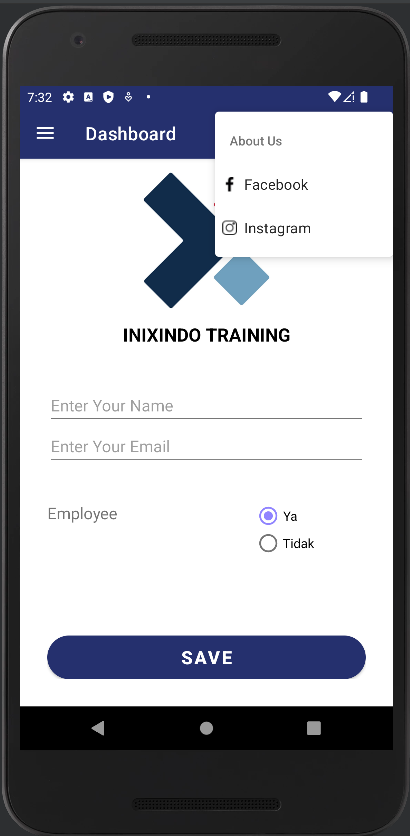 7:32
Dashboard
About Us
Facebook
Instagram
INIXINDO TRAINING
Enter Your Name
Enter Your Email
Employee
Ya
Tidak
SAVE